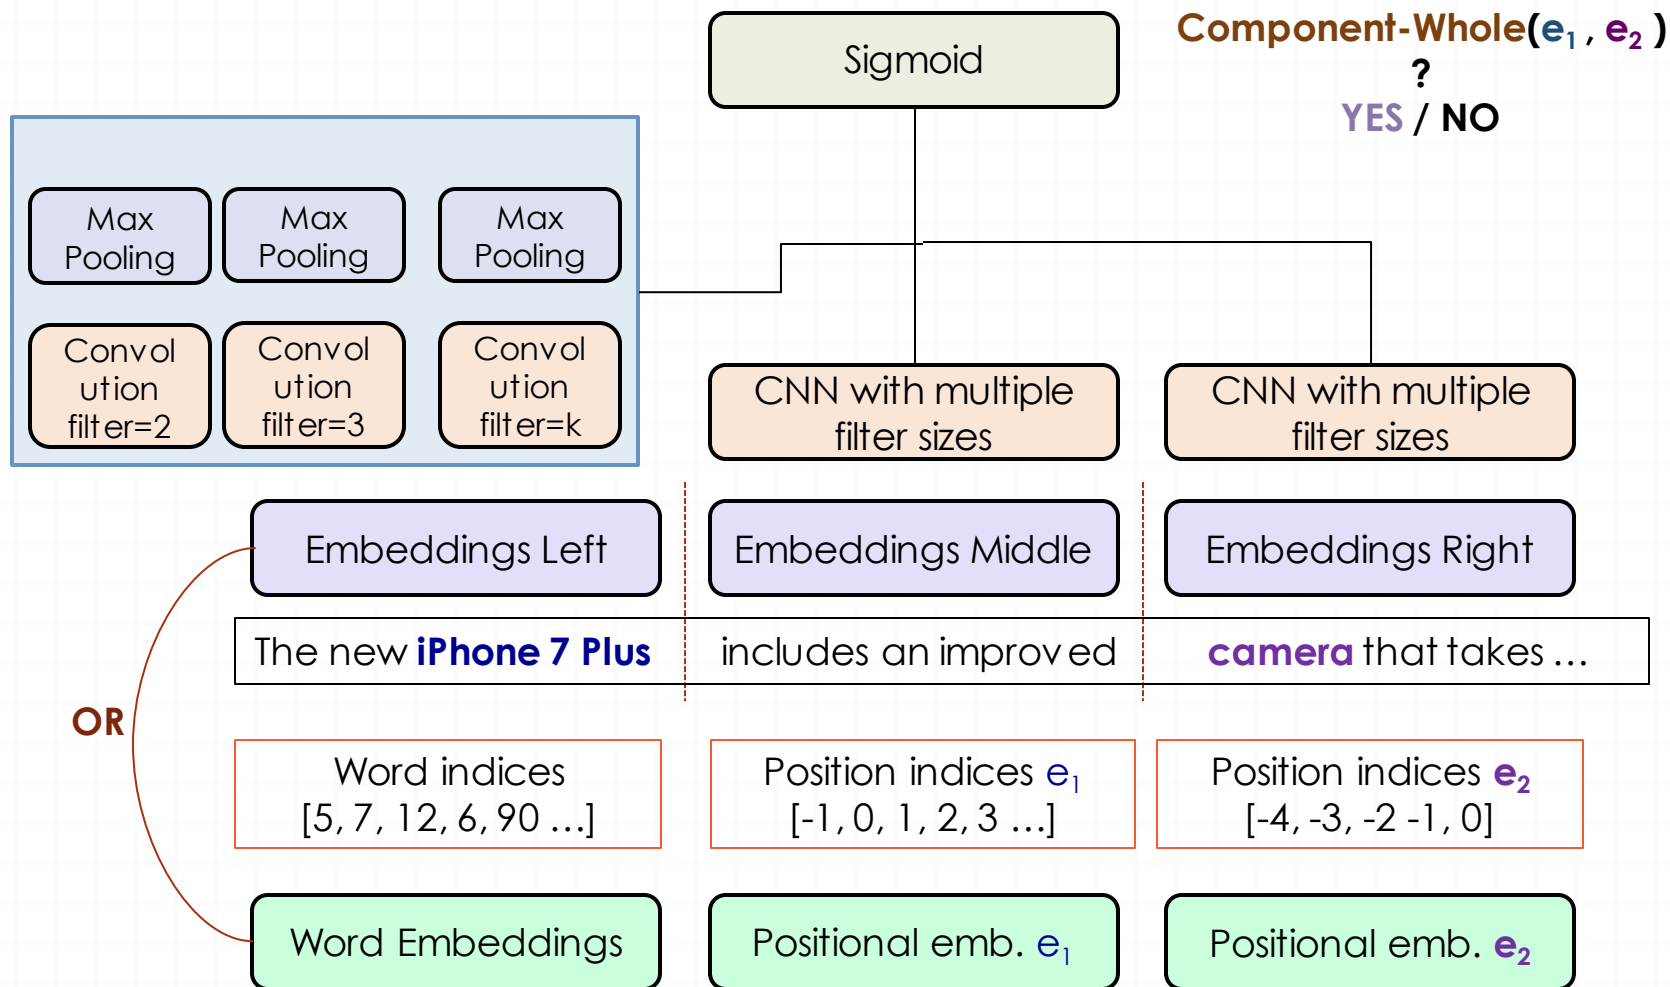 Sigmoid
Component-Whole(e1 , e2 )
?
YES / NO
Max
Pooling
Max
Pooling
Max
Pooling
Convol
ution
filter=2
Convol
ution
filter=3
Convol
ution
filter=k
CNN with multiple
filter sizes
CNN with multiple
filter sizes
Embeddings Left
Embeddings Middle
Embeddings Right
The new iPhone 7 Plus includes an improved camera that takes …
OR
Word indices
[5, 7, 12, 6, 90 …]
Position indices e1
[-1, 0, 1, 2, 3 …]
Position indices e2
[-4, -3, -2 -1, 0]
Word Embeddings
Positional emb. e1
Positional emb. e2